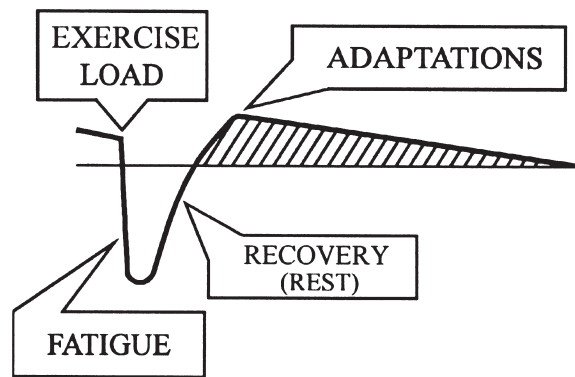 EXERCISE
LOAD
ADAPTATIONS
RECOVERY
(REST)
FATIGUE